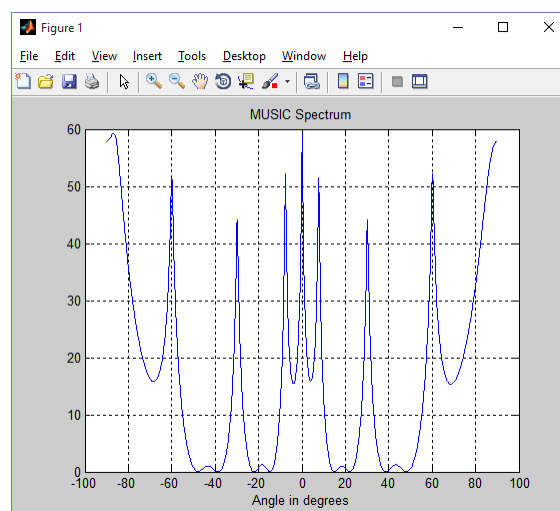 Figure 1
File Edit View Insert Tools Desktop Window Help
MUSIC Spectrum
60
50
40
30
20
10
0
-100 -80 -60 -40 -20 0 20 40 60 80 100
Angle in degrees